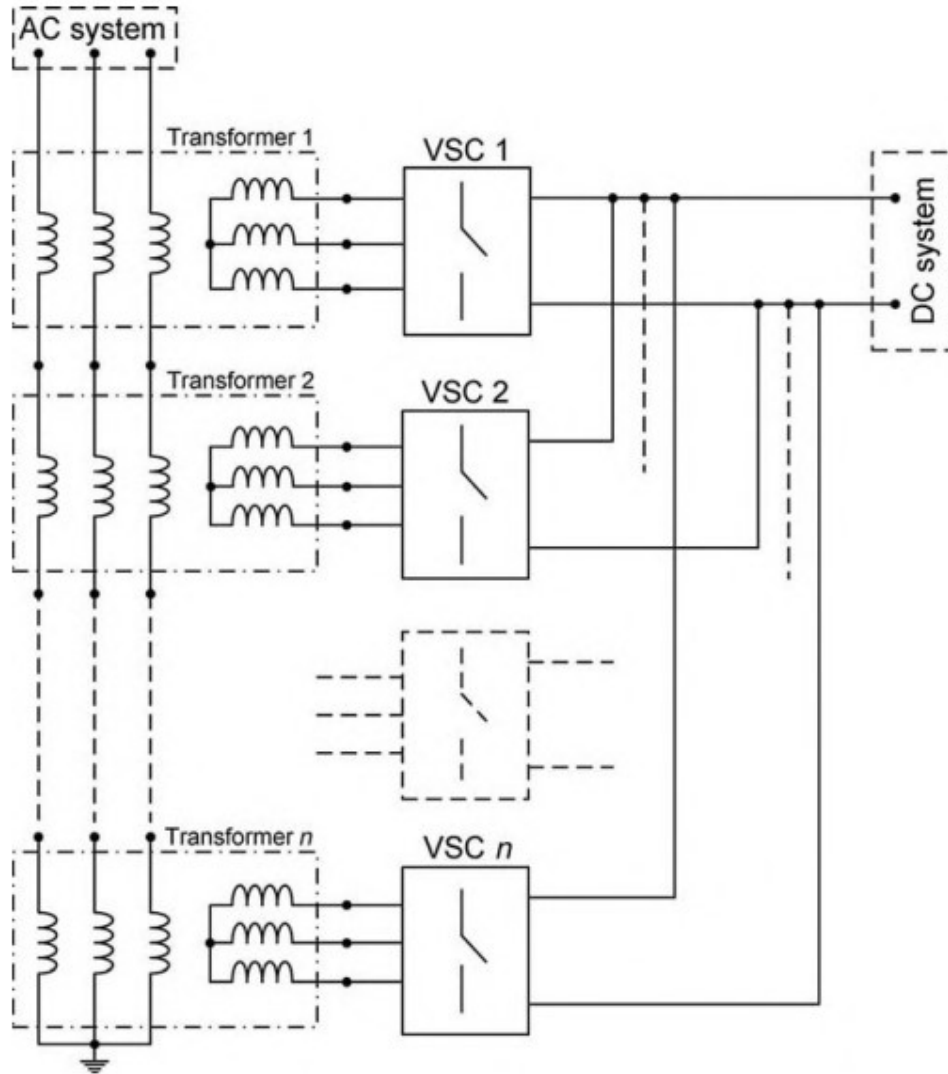 AC system
Transformer 1
VSC 1
DC system
Transformer 2
VSC 2
Transformer n
VSC n